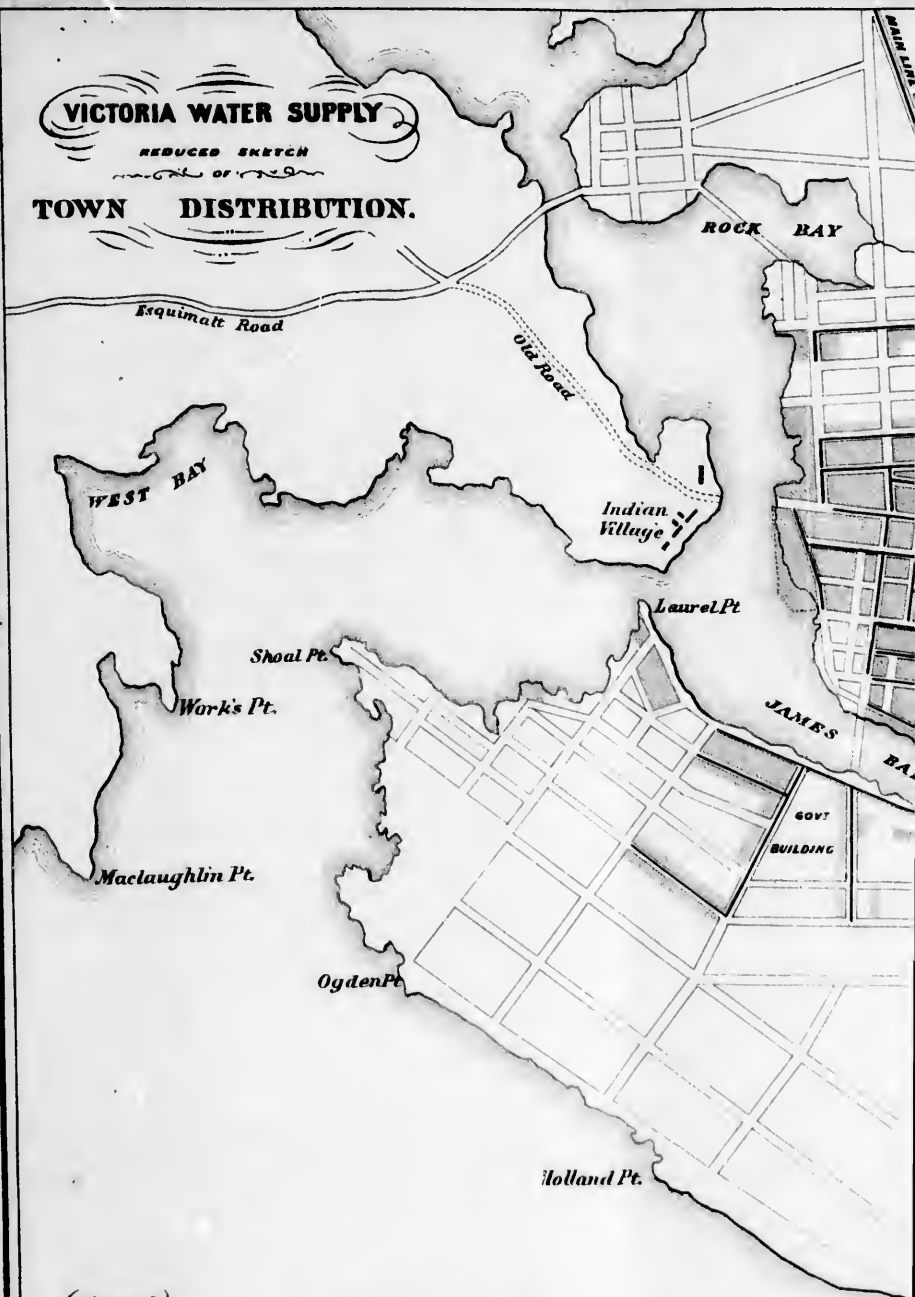 VICTORIA WATER SUPPLY
REDUCED SKETCH
OF
TOWN DISTRIBUTION.
MAIN LINE
ROCK BAY
Esquimalt Road
Old Road
WEST BAY
Indian
Village
Laurel Pt
Shoal Pt.
Work's Pt.
JAMES
BA
GOVT
BUILDING
Maclaughlin Pt.
Ogden Pt
Holland Pt.